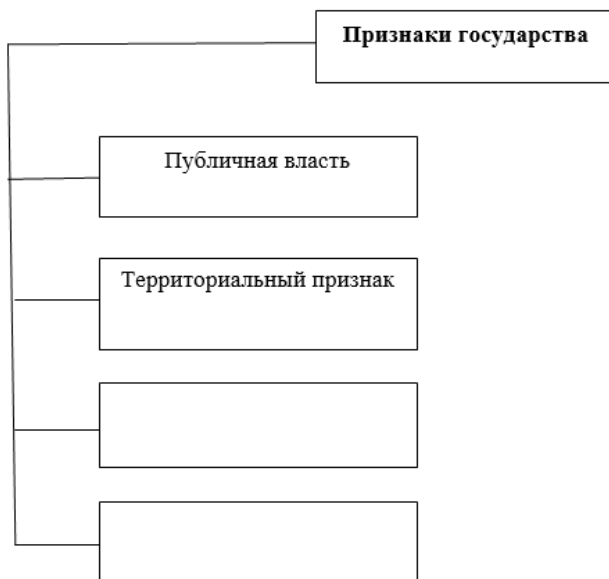 Признаки государства
Публичная власть
Территориальный признак